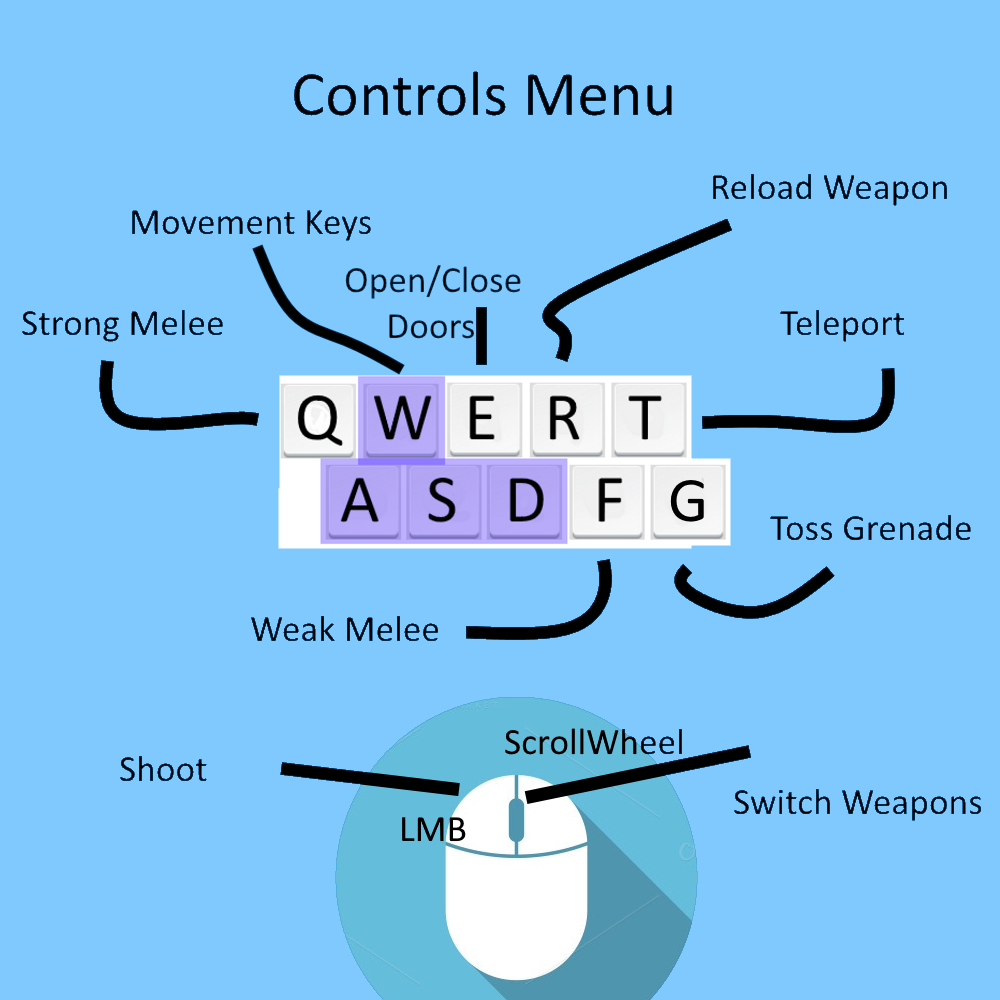 Controls Menu
Reload Weapon
Movement Keys
Open/Close
Doors
Strong Melee
Teleport
Q W E R T
A S D F G
Toss Grenade
Weak Melee
ScrollWheel
Shoot
Switch Weapons
LMB